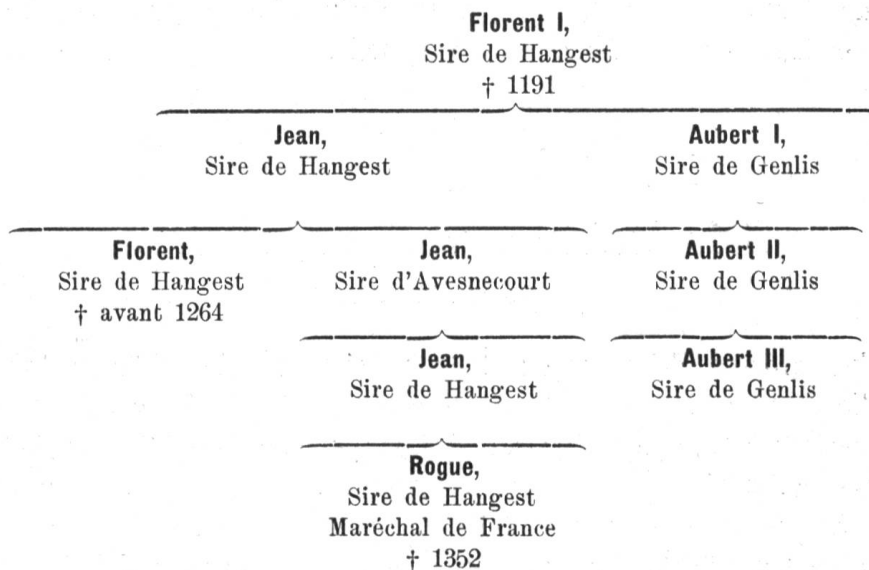 Florent I,
Sire de Hangest
† 1191
Jean,
Sire de Hangest
Aubert I,
Sire de Genlis
Florent,
Sire de Hangest
† avant 1264
Jean,
Sire d'Avesnecourt
Aubert II,
Sire de Genlis
Jean,
Sire de Hangest
Aubert III,
Sire de Genlis
Rogue,
Sire de Hangest
Maréchal de France
† 1352